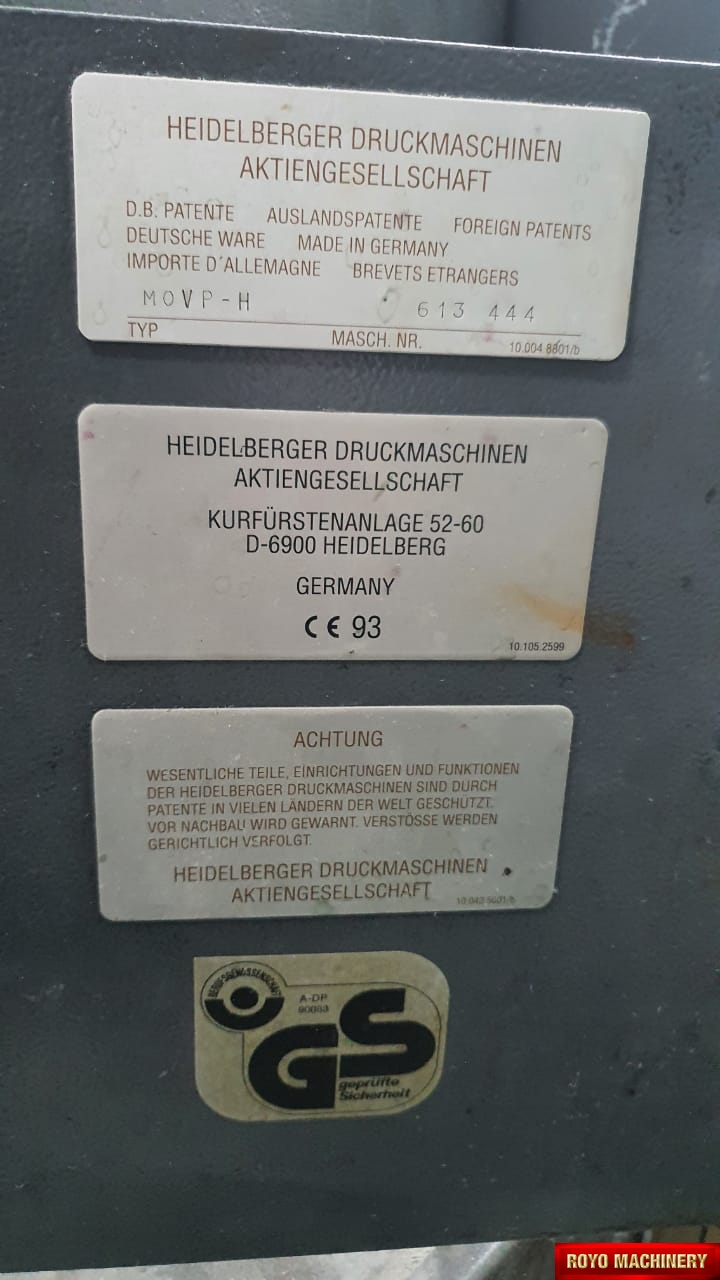 HEIDELBERGER DRUCKMASCHINEN
AKTIENGESELLSCHAFT
D.B. PATENTE AUSLANDSPATENTE FOREIGN PATENTS
DEUTSCHE WARE MADE IN GERMANY
IMPORTE D´ALLEMAGNE BREVETS ETRANGERS
MOVP-H 613 444
TYP MASCH. NR. 10.004 8801/b
HEIDELBERGER DRUCKMASCHINEN
AKTIENGESELLSCHAFT
KURFÜRSTENANLAGE 52-60
D-6900 HEIDELBERG
GERMANY
CE 93
10.105.2599
ACHTUNG
WESENTLICHE TEILE, EINRICHTUNGEN UND FUNKTIONEN
DER HEIDELBERGER DRUCKMASCHINEN SIND DURCH
PATENTE IN VIELEN LÄNDERN DER WELT GESCHÜTZT.
VOR NACHBAU WIRD GEWARNT. VERSTÖSSE WERDEN
GERICHTLICH VERFOLGT.
HEIDELBERGER DRUCKMASCHINEN
AKTIENGESELLSCHAFT
BERUFSGENOSSENSCHAFT
A-DP
GS
geprüfte
Sicherheit
ROYO MACHINERY